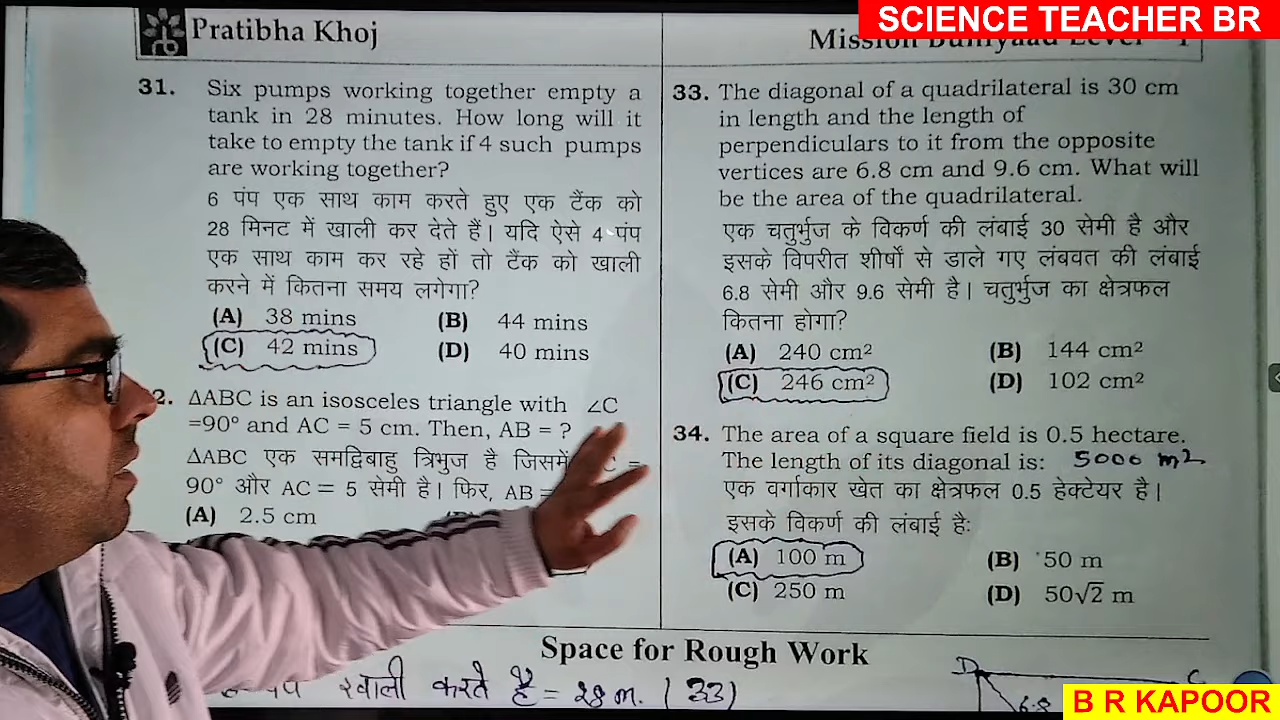 SCIENCE TEACHER BR
Pratibha Khoj
31. Six pumps working together empty a
tank in 28 minutes. How long will it
take to empty the tank if 4 such pumps
are working together?
6 पंप एक साथ काम करते हुए एक टैंक को
28 मिनट में खाली कर देते हैं। यदि ऐसे 4 पंप
एक साथ काम कर रहे हों तो टैंक को खाली
करने में कितना समय लगेगा?
(A) 38 mins (B) 44 mins
(C) 42 mins (D) 40 mins
2. ΔABC is an isosceles triangle with ∠C
=90° and AC = 5 cm. Then, AB = ?
ΔABC एक समद्विबाहु त्रिभुज है जिसमें =
90° और AC = 5 सेमी है। फिर, AB =
(A) 2.5 cm
Mission
33. The diagonal of a quadrilateral is 30 cm
in length and the length of
perpendiculars to it from the opposite
vertices are 6.8 cm and 9.6 cm. What will
be the area of the quadrilateral.
एक चतुर्भुज के विकर्ण की लंबाई 30 सेमी है और
इसके विपरीत शीर्षों से डाले गए लंबवत की लंबाई
6.8 सेमी और 9.6 सेमी है। चतुर्भुज का क्षेत्रफल
कितना होगा?
(A) 240 cm² (B) 144 cm²
(C) 246 cm² (D) 102 cm²
34. The area of a square field is 0.5 hectare.
The length of its diagonal is: 5000 m2
एक वर्गाकार खेत का क्षेत्रफल 0.5 हेक्टेयर है।
इसके विकर्ण की लंबाई है:
(A) 100 m (B) 50 m
(C) 250 m (D) 50√2 m
Space for Rough Work
खाली करते है = 28 m. (33)
D C
6.8
B R KAPOOR